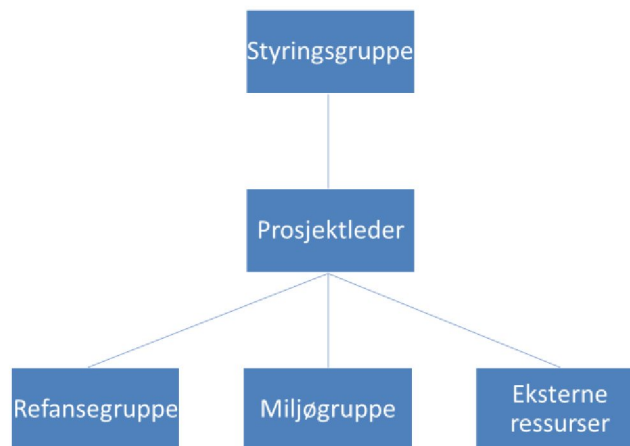 Styringsgruppe
Prosjektleder
Refansegruppe
Miljøgruppe
Eksterne
ressurser